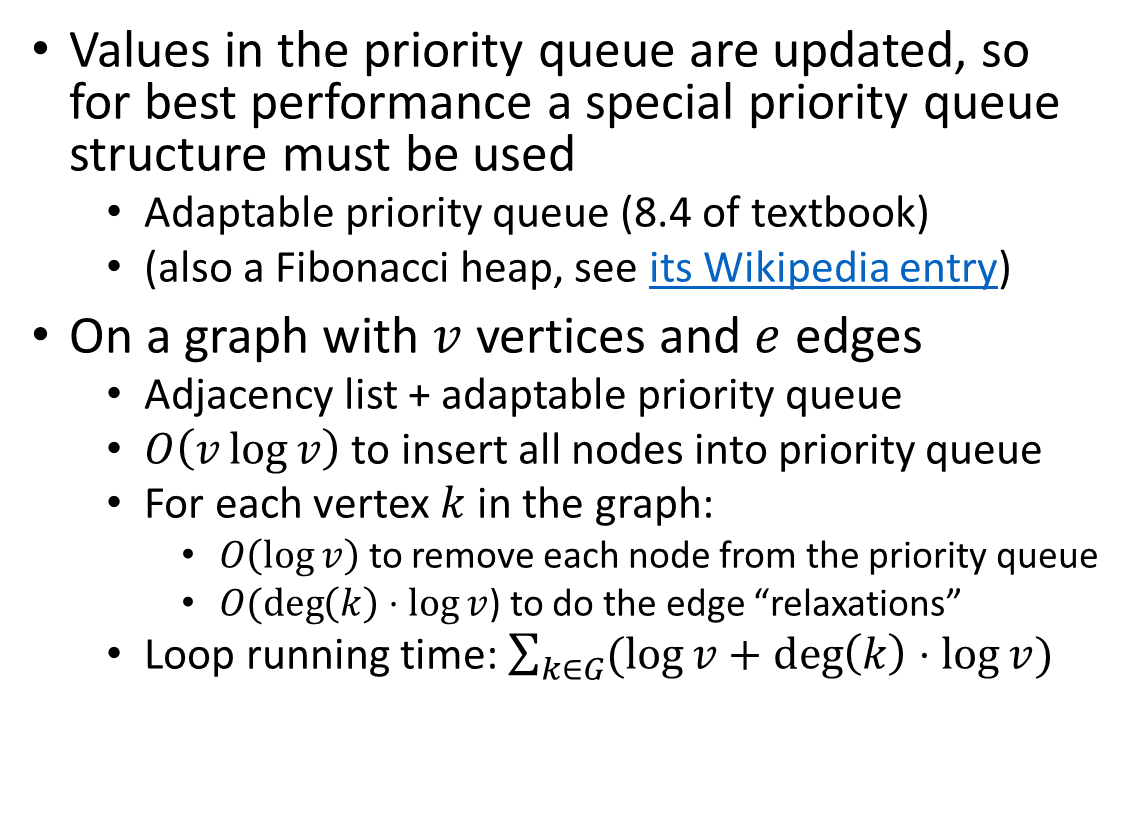 • Values in the priority queue are updated, so
for best performance a special priority queue
structure must be used
• Adaptable priority queue (8.4 of textbook)
• (also a Fibonacci heap, see its Wikipedia entry)
• On a graph with 𝑣 vertices and 𝑒 edges
• Adjacency list + adaptable priority queue
• 𝑂(𝑣 log 𝑣) to insert all nodes into priority queue
• For each vertex 𝑘 in the graph:
• 𝑂(log 𝑣) to remove each node from the priority queue
• 𝑂(deg(𝑘) ⋅ log 𝑣) to do the edge “relaxations”
• Loop running time: ∑𝑘∈𝐺(log 𝑣 + deg(𝑘) ⋅ log 𝑣)